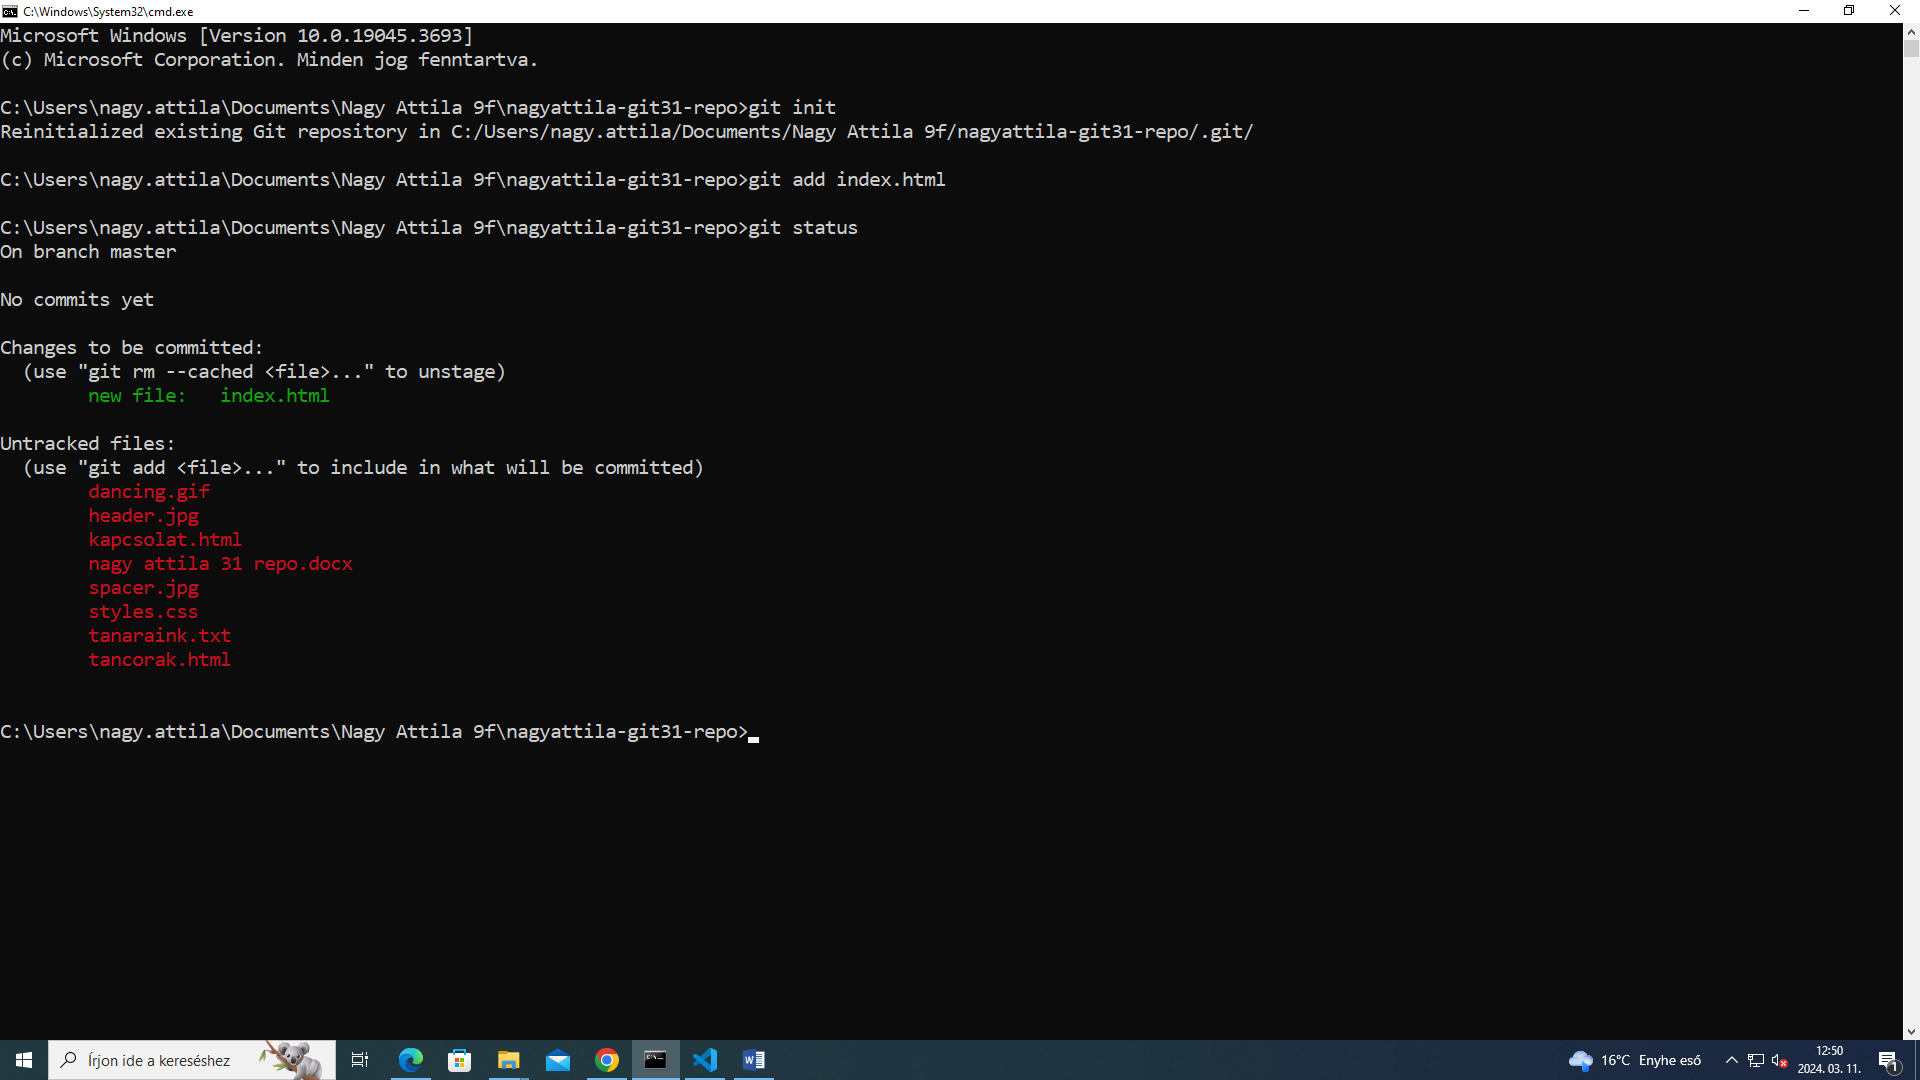 C:\Windows\System32\cmd.exe
Microsoft Windows [Version 10.0.19045.3693]
(c) Microsoft Corporation. Minden jog fenntartva.
C:\Users\nagy.attila\Documents\Nagy Attila 9f\nagyattila-git31-repo>git init
Reinitialized existing Git repository in C:/Users/nagy.attila/Documents/Nagy Attila 9f/nagyattila-git31-repo/.git/
C:\Users\nagy.attila\Documents\Nagy Attila 9f\nagyattila-git31-repo>git add index.html
C:\Users\nagy.attila\Documents\Nagy Attila 9f\nagyattila-git31-repo>git status
On branch master
No commits yet
Changes to be committed:
  (use "git rm --cached <file>..." to unstage)
        new file:   index.html
Untracked files:
  (use "git add <file>..." to include in what will be committed)
        dancing.gif
        header.jpg
        kapcsolat.html
        nagy attila 31 repo.docx
        spacer.jpg
        styles.css
        tanaraink.txt
        tancorak.html
C:\Users\nagy.attila\Documents\Nagy Attila 9f\nagyattila-git31-repo>
Írjon ide a kereséshez
16°C Enyhe eső
12:50
2024. 03. 11.
1